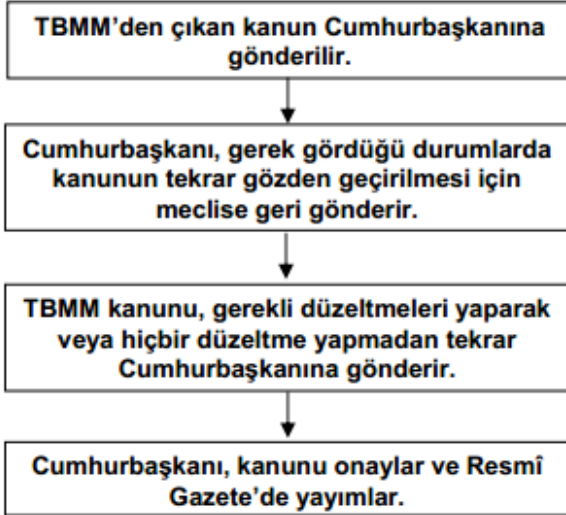 TBMM’den çıkan kanun Cumhurbaşkanına
gönderilir.
Cumhurbaşkanı, gerek gördüğü durumlarda
kanunun tekrar gözden geçirilmesi için
meclise geri gönderir.
TBMM kanunu, gerekli düzeltmeleri yaparak
veya hiçbir düzeltme yapmadan tekrar
Cumhurbaşkanına gönderir.
Cumhurbaşkanı, kanunu onaylar ve Resmî
Gazete’de yayımlar.